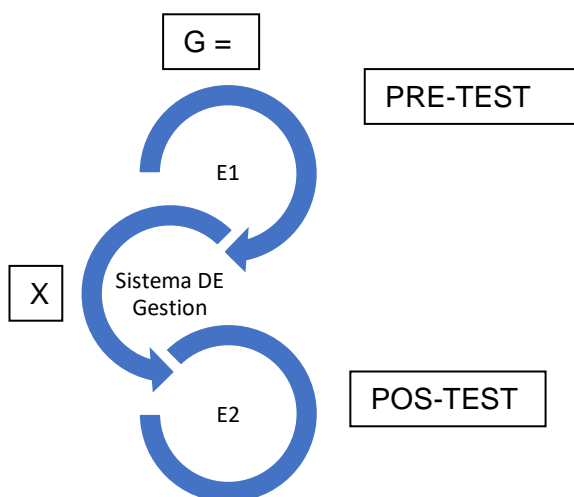 G =
PRE-TEST
E1
X
Sistema DE
Gestion
POS-TEST
E2